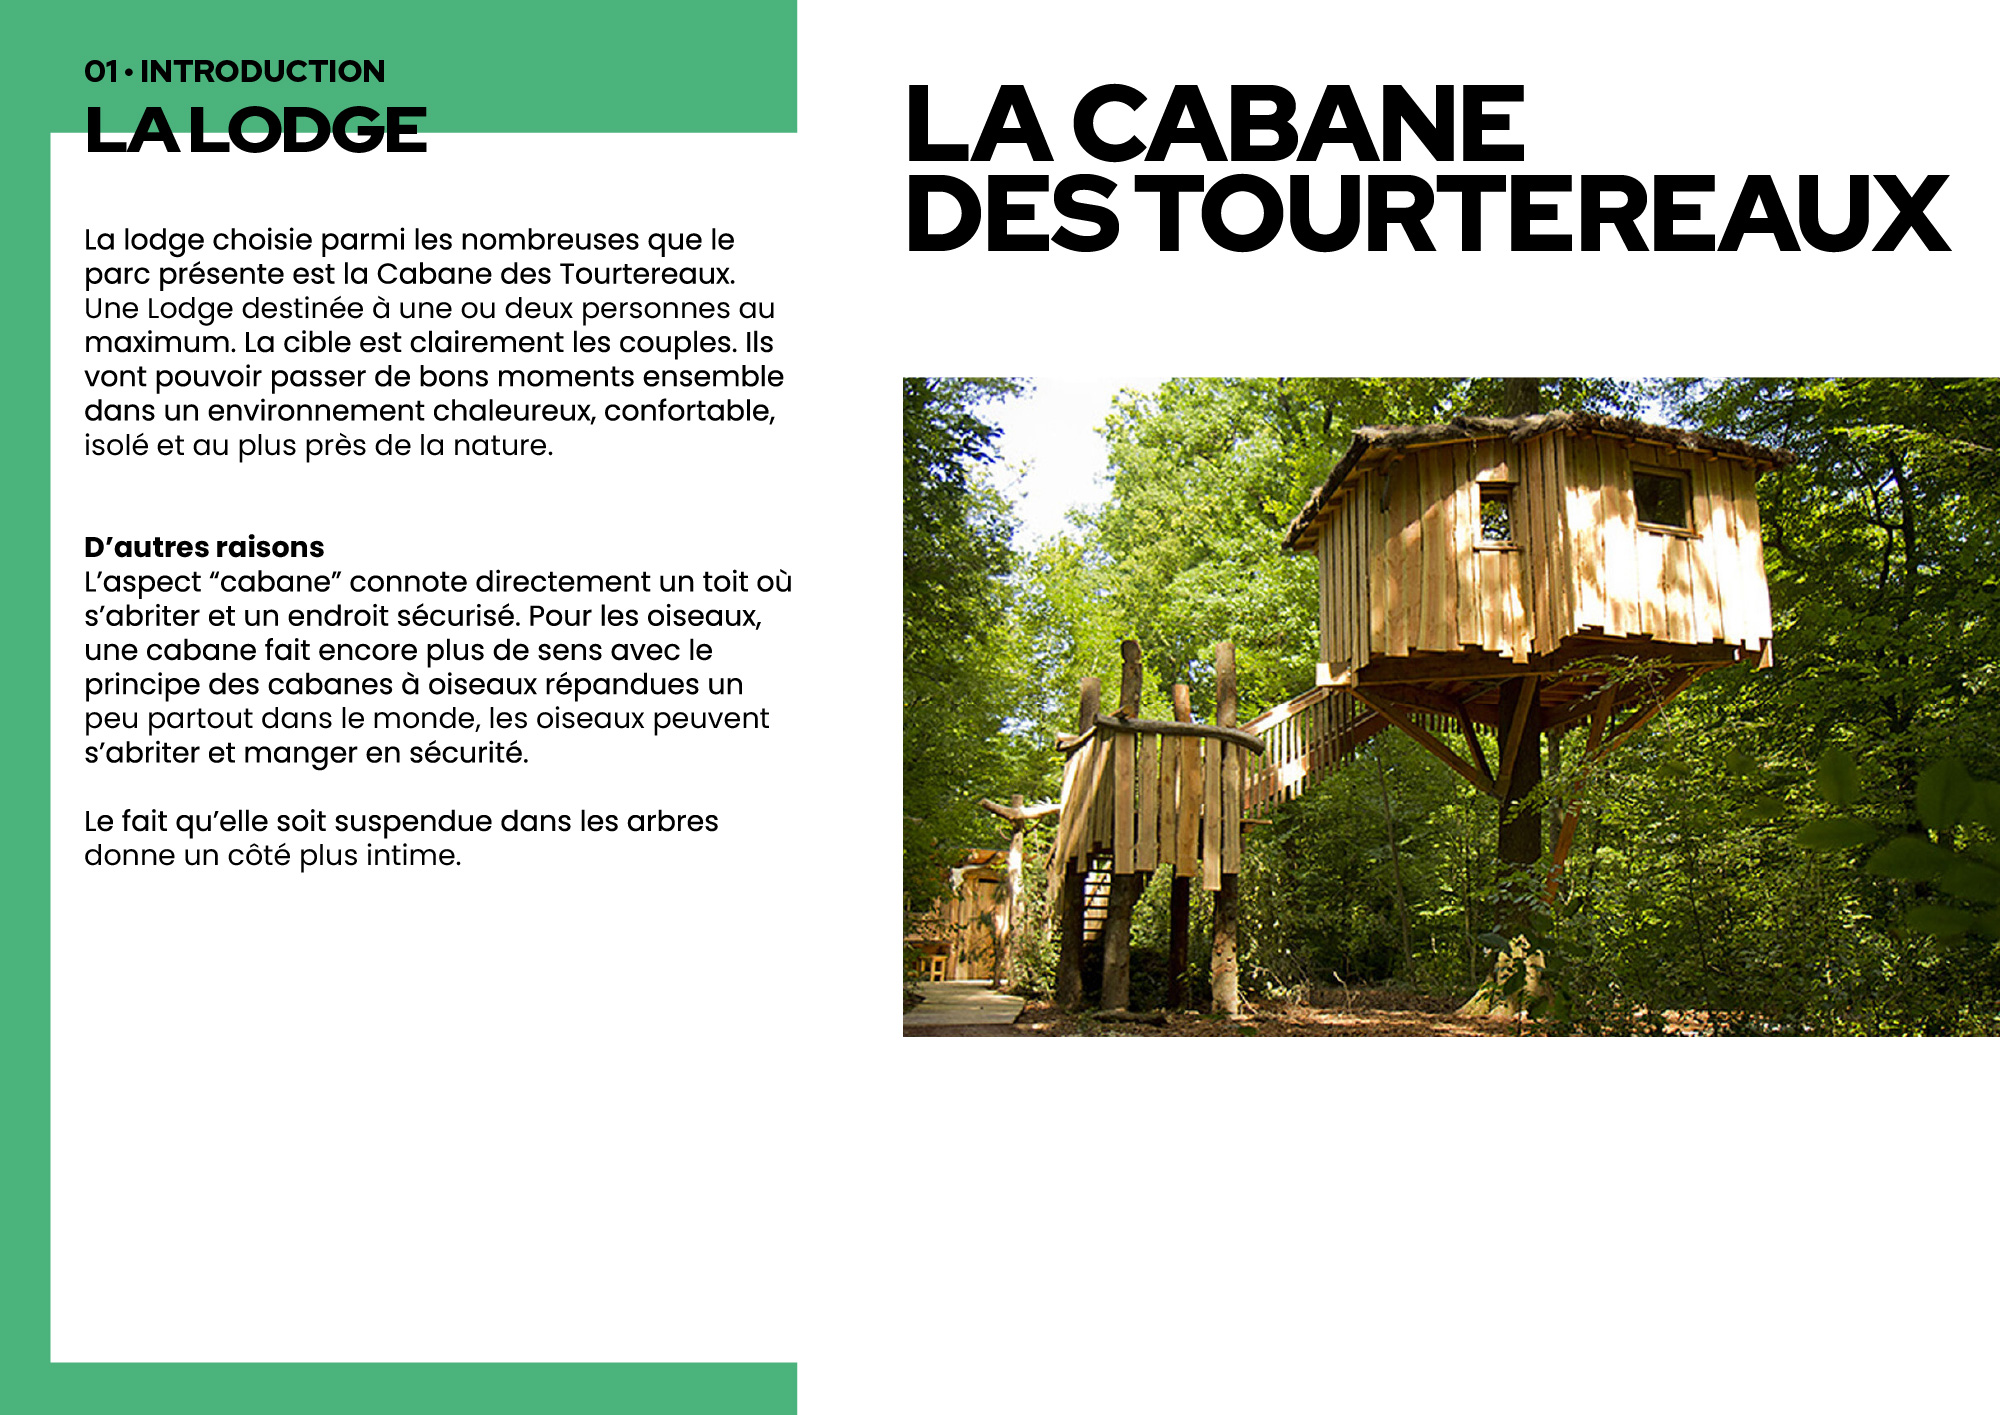 01 • INTRODUCTION
LA LODGE
La lodge choisie parmi les nombreuses que le
parc présente est la Cabane des Tourtereaux.
Une Lodge destinée à une ou deux personnes au
maximum. La cible est clairement les couples. Ils
vont pouvoir passer de bons moments ensemble
dans un environnement chaleureux, confortable,
isolé et au plus près de la nature.
D’autres raisons
L’aspect “cabane” connote directement un toit où
s’abriter et un endroit sécurisé. Pour les oiseaux,
une cabane fait encore plus de sens avec le
principe des cabanes à oiseaux répandues un
peu partout dans le monde, les oiseaux peuvent
s’abriter et manger en sécurité.
Le fait qu’elle soit suspendue dans les arbres
donne un côté plus intime.
LA CABANE
DES TOURTEREAUX